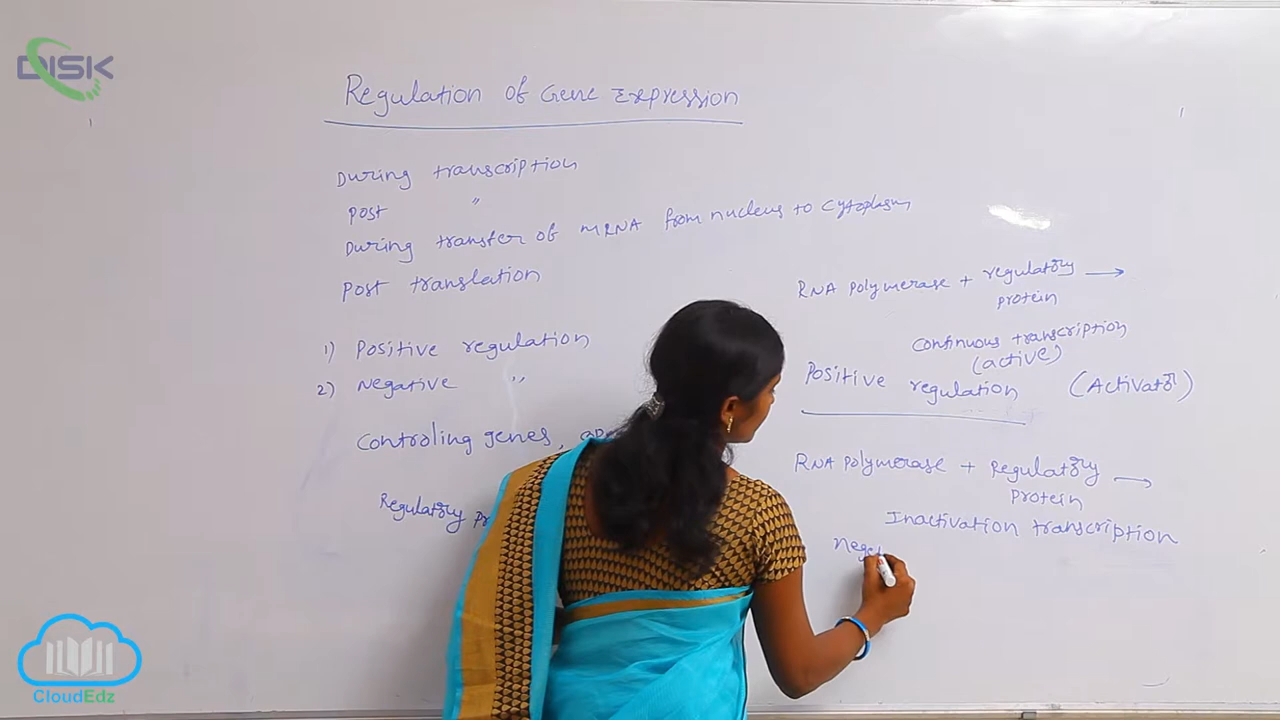 DISK
Regulation of Gene Expression
During transcription
post "
During transfer of mRNA from nucleus to cytoplasm
post translation
1) Positive regulation
2) Negative "
Controling genes,
Regulatory
RNA polymerase + regulatory protein →
continuous transcription
(active)
Positive regulation (Activator)
RNA polymerase + Regulatory Protein →
Inactivation transcription
CloudEdz